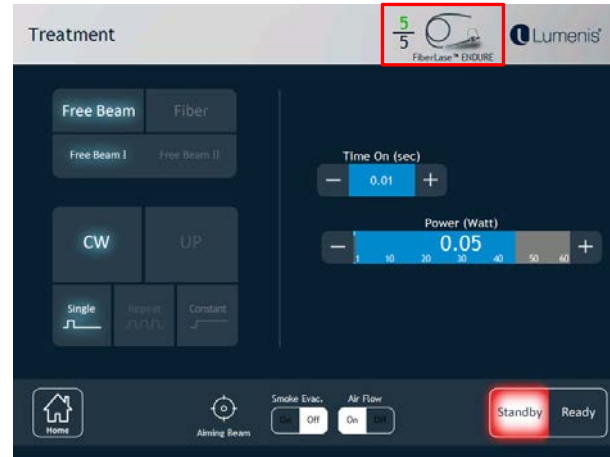 Treatment
5
5
FiberLase™ ENDURE
Lumenis®
Free Beam
Fiber
Free Beam I
Free Beam II
CW
UP
Single
Repeat
Constant
Time On (sec)
− 0.01 +
Power (Watt)
− 0.05 +
.1 10 20 30 40 50 60
Home
Aiming Beam
Smoke Evac.
On Off
Air Flow
On Off
Standby
Ready